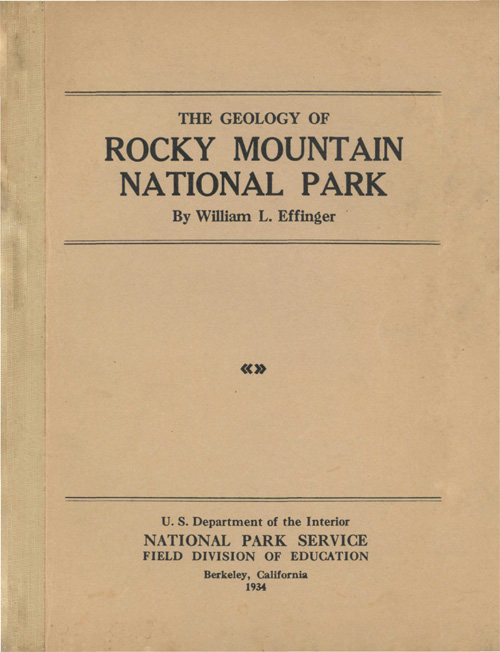 THE GEOLOGY OF
ROCKY MOUNTAIN
NATIONAL PARK
By William L. Effinger
«»
U. S. Department of the Interior
NATIONAL PARK SERVICE
FIELD DIVISION OF EDUCATION
Berkeley, California
1934